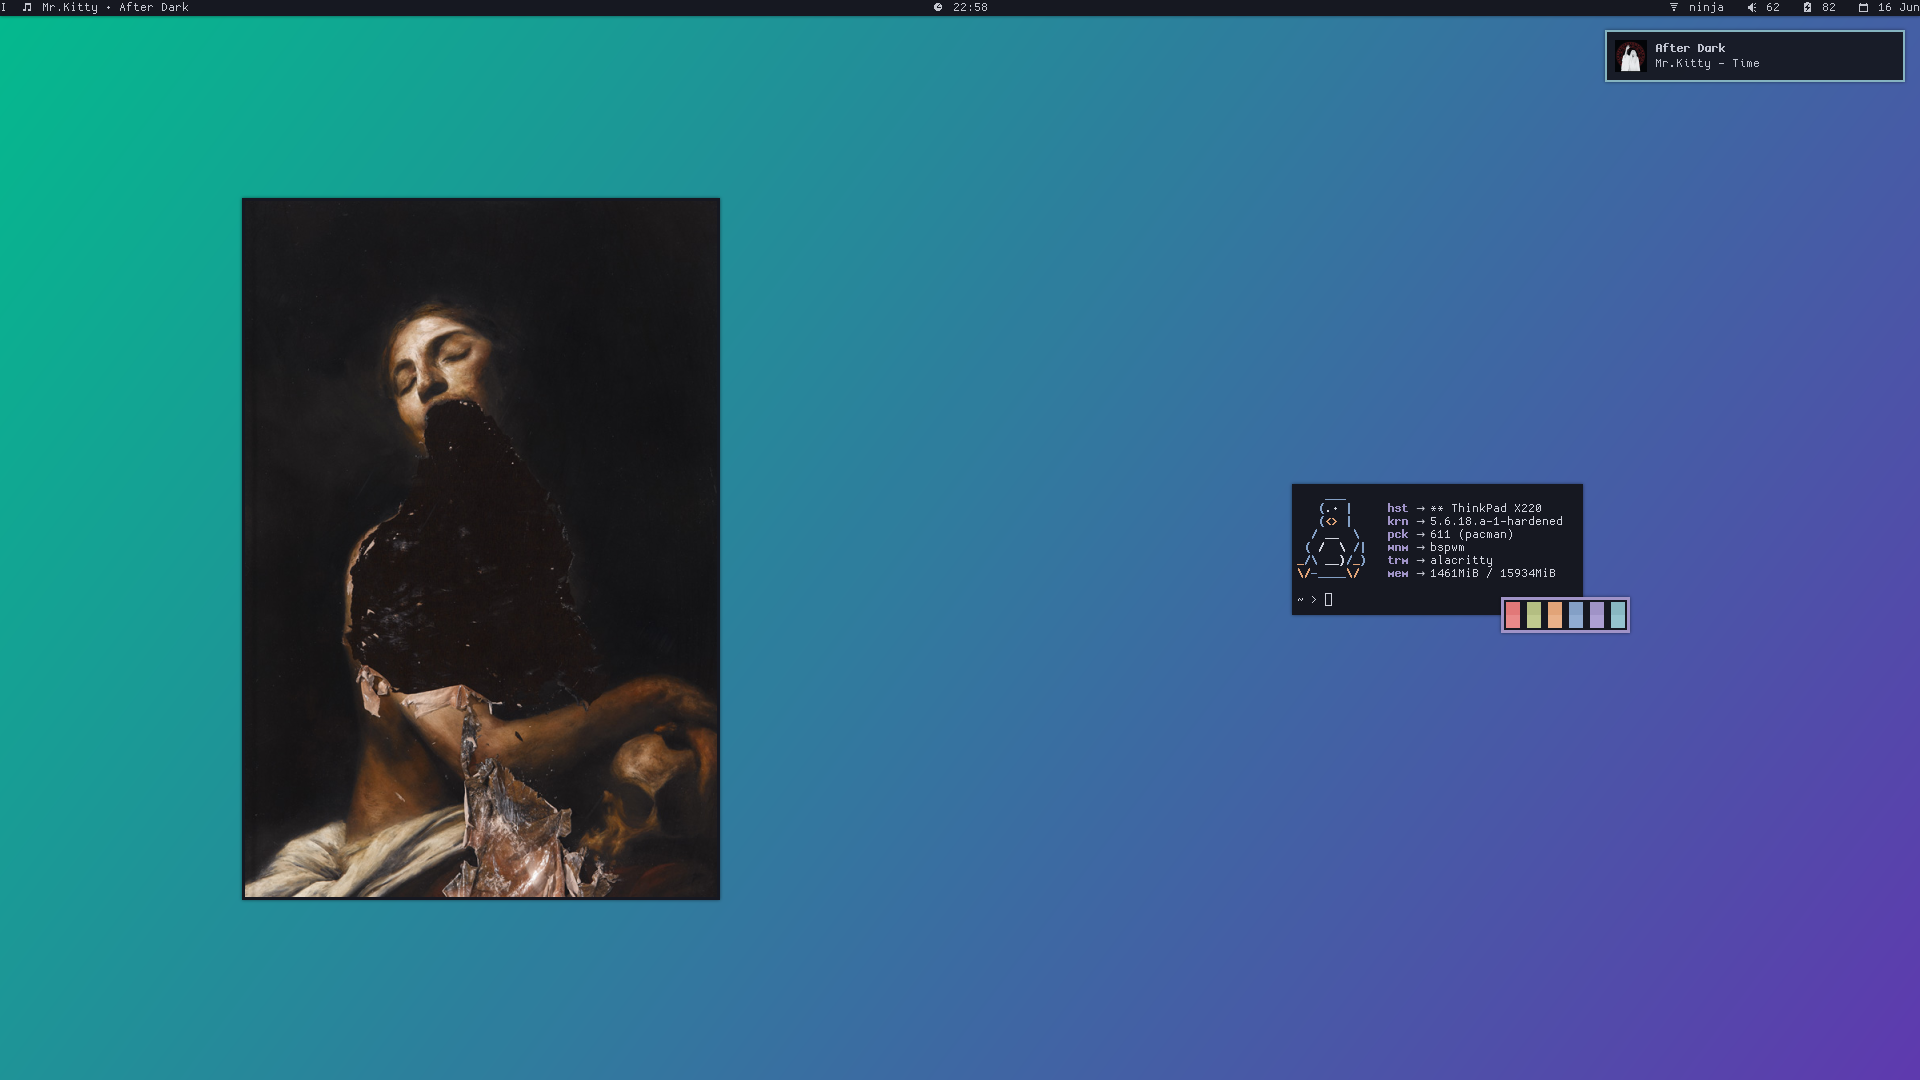 I Mr.Kitty • After Dark 22:58 ninja 62 82 16 Jun
After Dark
Mr.Kitty - Time
hst → ** ThinkPad X220
krn → 5.6.18.a-1-hardened
pck → 611 (pacman)
wnm → bspwm
trm → alacritty
mem → 1461MiB / 15934MiB
~ >